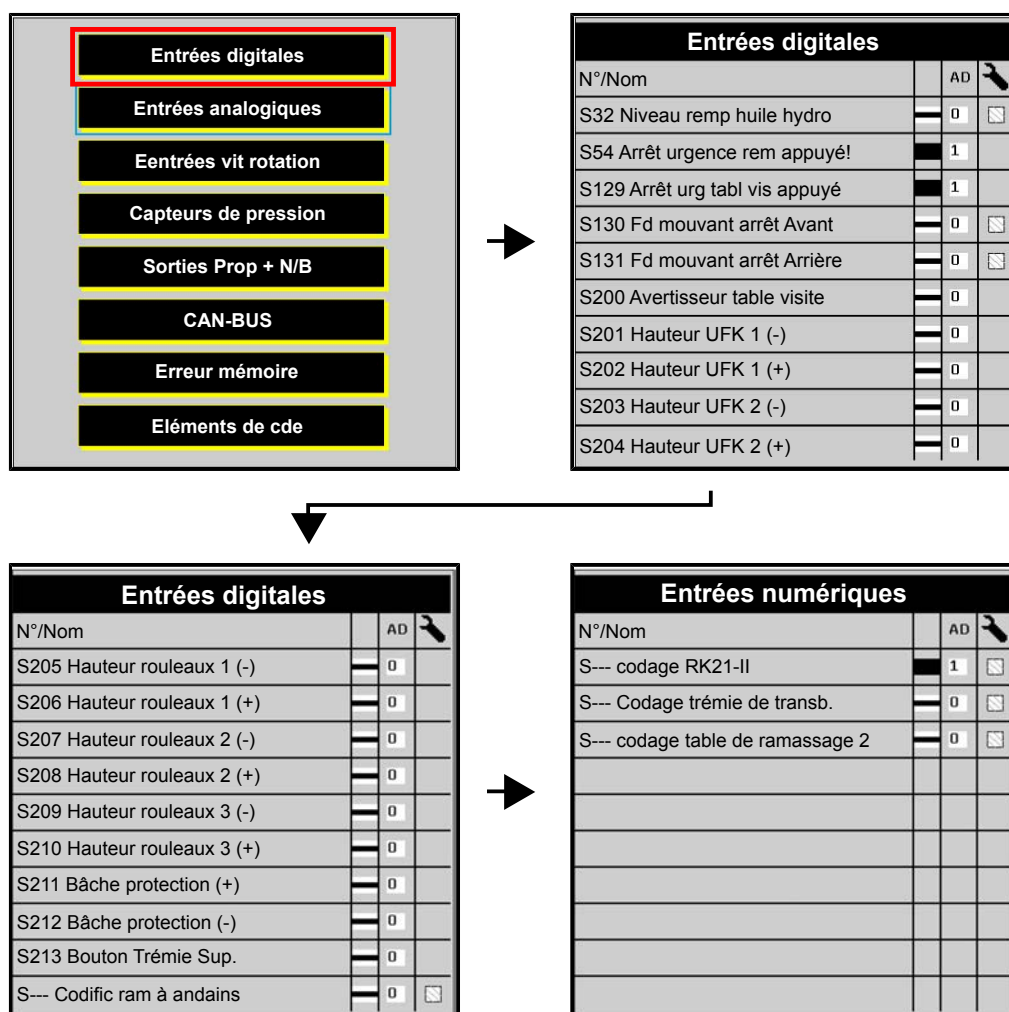 Entrées digitales
Entrées analogiques
Eentrées vit rotation
Capteurs de pression
Sorties Prop + N/B
CAN-BUS
Erreur mémoire
Eléments de cde
Entrées digitales
N°/Nom AD
S32 Niveau remp huile hydro 0
S54 Arrêt urgence rem appuyé! 1
S129 Arrêt urg tabl vis appuyé 1
S130 Fd mouvant arrêt Avant 0
S131 Fd mouvant arrêt Arrière 0
S200 Avertisseur table visite 0
S201 Hauteur UFK 1 (-) 0
S202 Hauteur UFK 1 (+) 0
S203 Hauteur UFK 2 (-) 0
S204 Hauteur UFK 2 (+) 0
Entrées digitales
N°/Nom AD
S205 Hauteur rouleaux 1 (-) 0
S206 Hauteur rouleaux 1 (+) 0
S207 Hauteur rouleaux 2 (-) 0
S208 Hauteur rouleaux 2 (+) 0
S209 Hauteur rouleaux 3 (-) 0
S210 Hauteur rouleaux 3 (+) 0
S211 Bâche protection (+) 0
S212 Bâche protection (-) 0
S213 Bouton Trémie Sup. 0
S--- Codific ram à andains 0
Entrées numériques
N°/Nom AD
S--- codage RK21-II 1
S--- Codage trémie de transb. 0
S--- codage table de ramassage 2 0